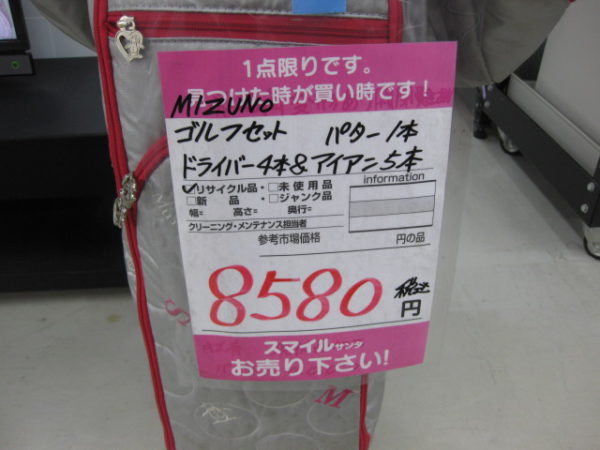 1点限りです。
見つけた時が買い時です!
MIZUNO
ゴルフセット パター1本
ドライバー4本&アイアン5本
☑リサイクル品・□未使用品
□新 品・□ジャンク品
幅= 高さ= 奥行=
クリーニング・メンテナンス担当者
information
参考市場価格 円の品
8580円
税込
スマイルサンタ
お売り下さい!
M